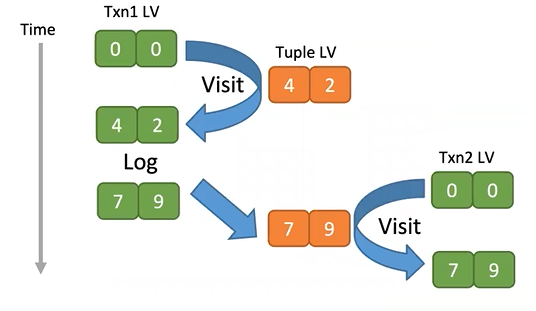 Txn1 LV
Time
0 0
Tuple LV
Visit
4 2
4 2
Log
Txn2 LV
7 9
0 0
7 9
Visit
7 9